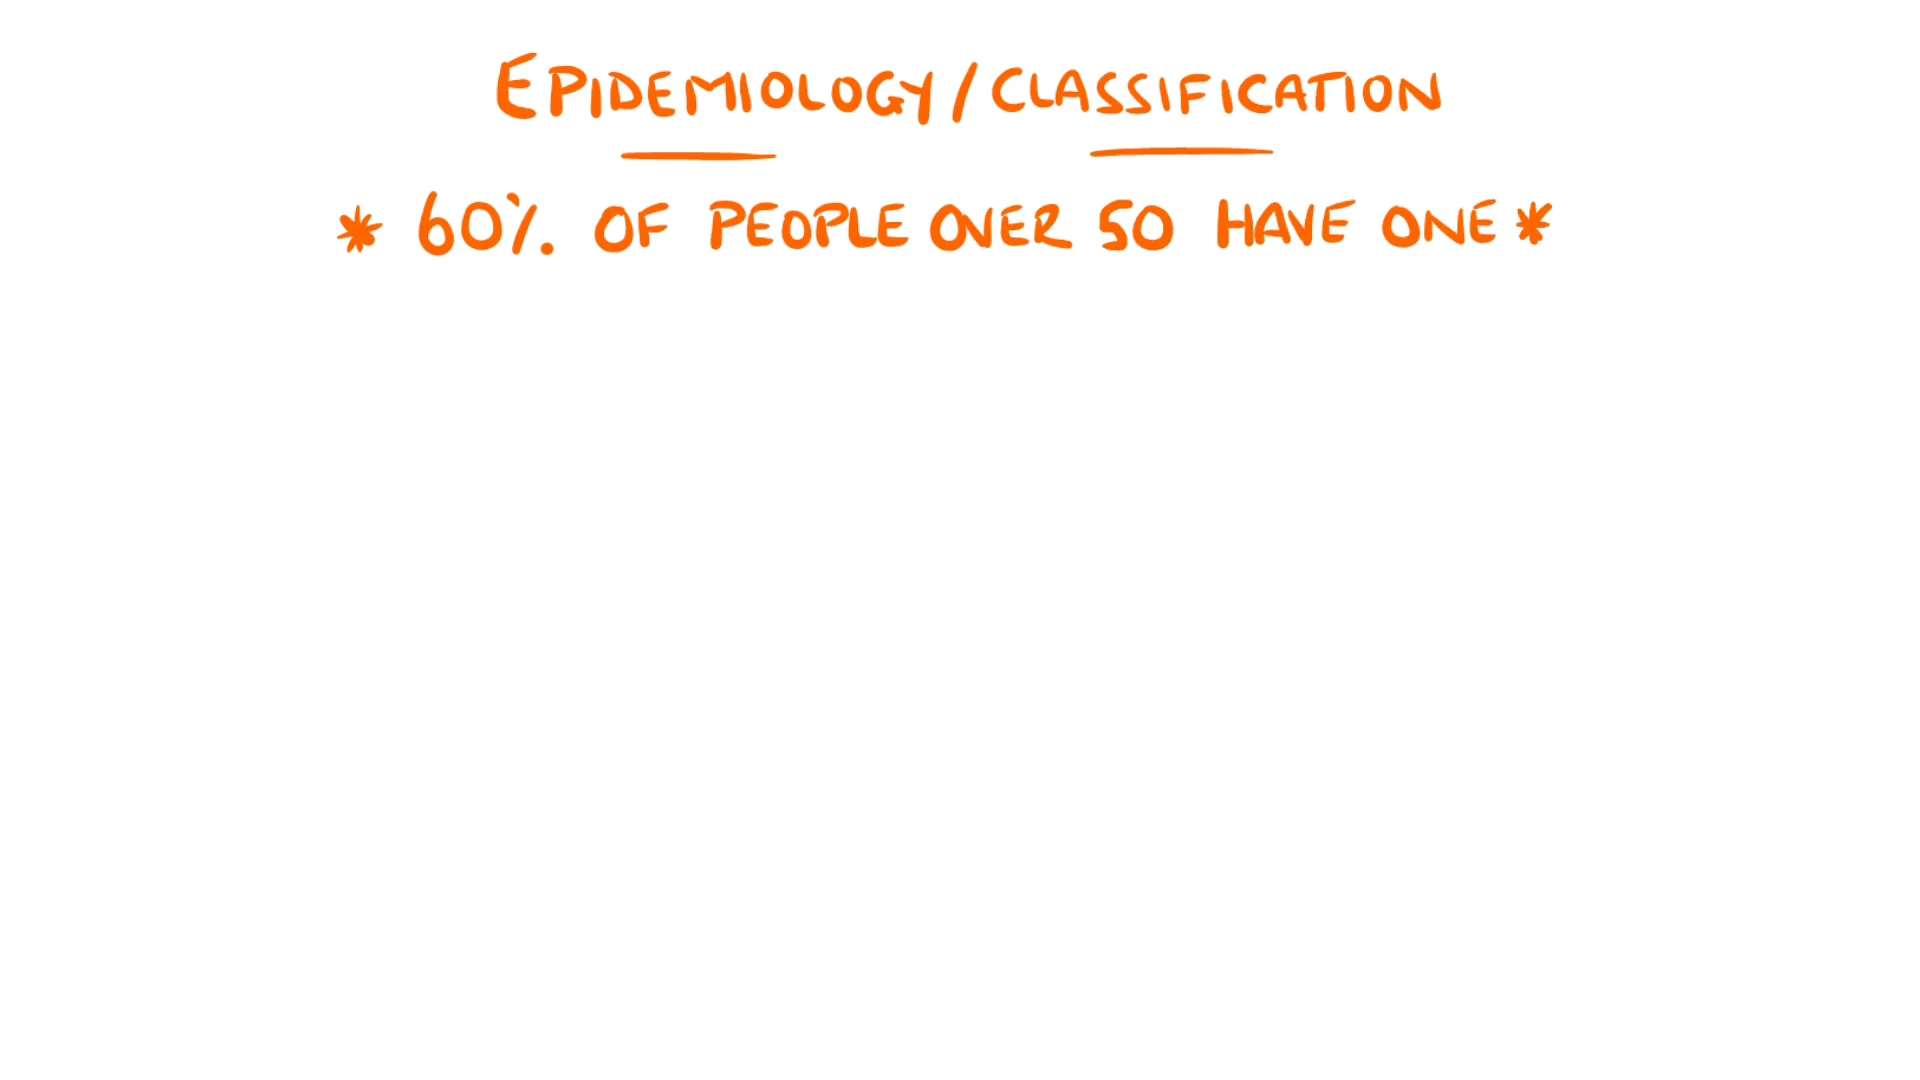 EPIDEMIOLOGY/CLASSIFICATION
* 60% OF PEOPLE OVER 50 HAVE ONE *